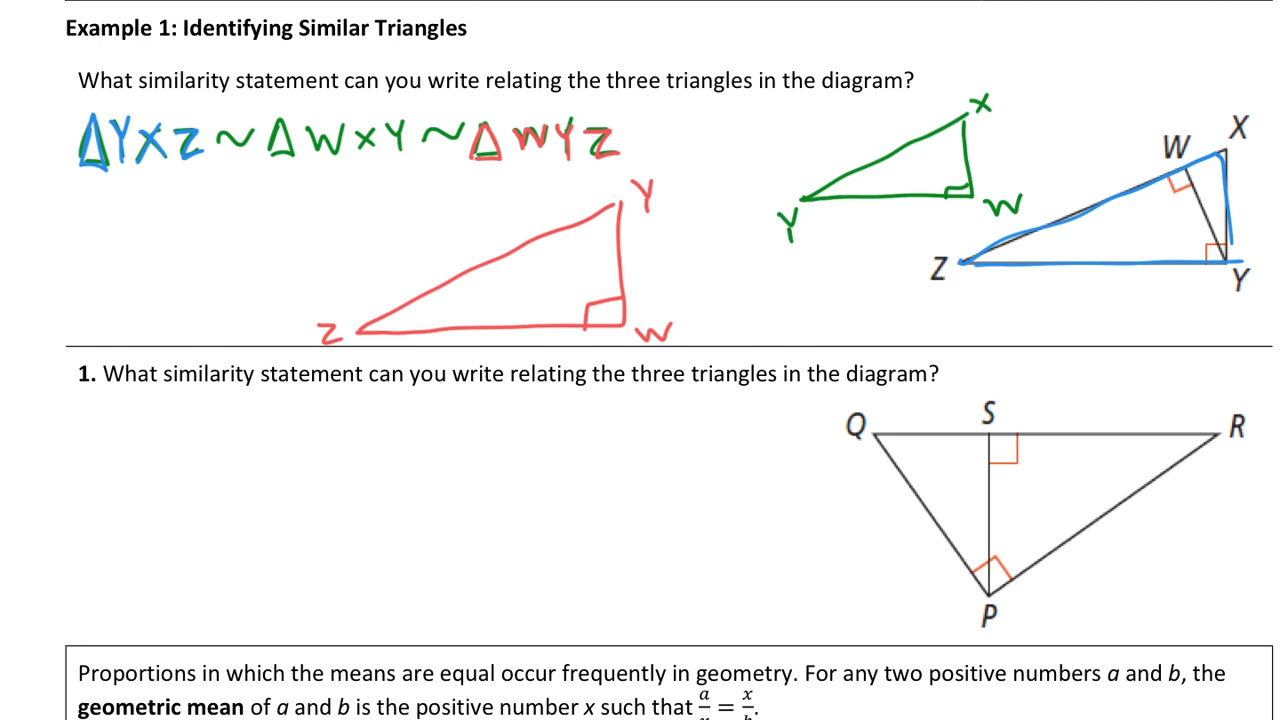 Example 1: Identifying Similar Triangles
What similarity statement can you write relating the three triangles in the diagram?
ΔYXZ ~ ΔWXY ~ ΔWYZ
X
Y
W
Y
Z
W
W
X
Z
Y
1. What similarity statement can you write relating the three triangles in the diagram?
Q
S
R
P
Proportions in which the means are equal occur frequently in geometry. For any two positive numbers a and b, the
geometric mean of a and b is the positive number x such that a/x = x/b.